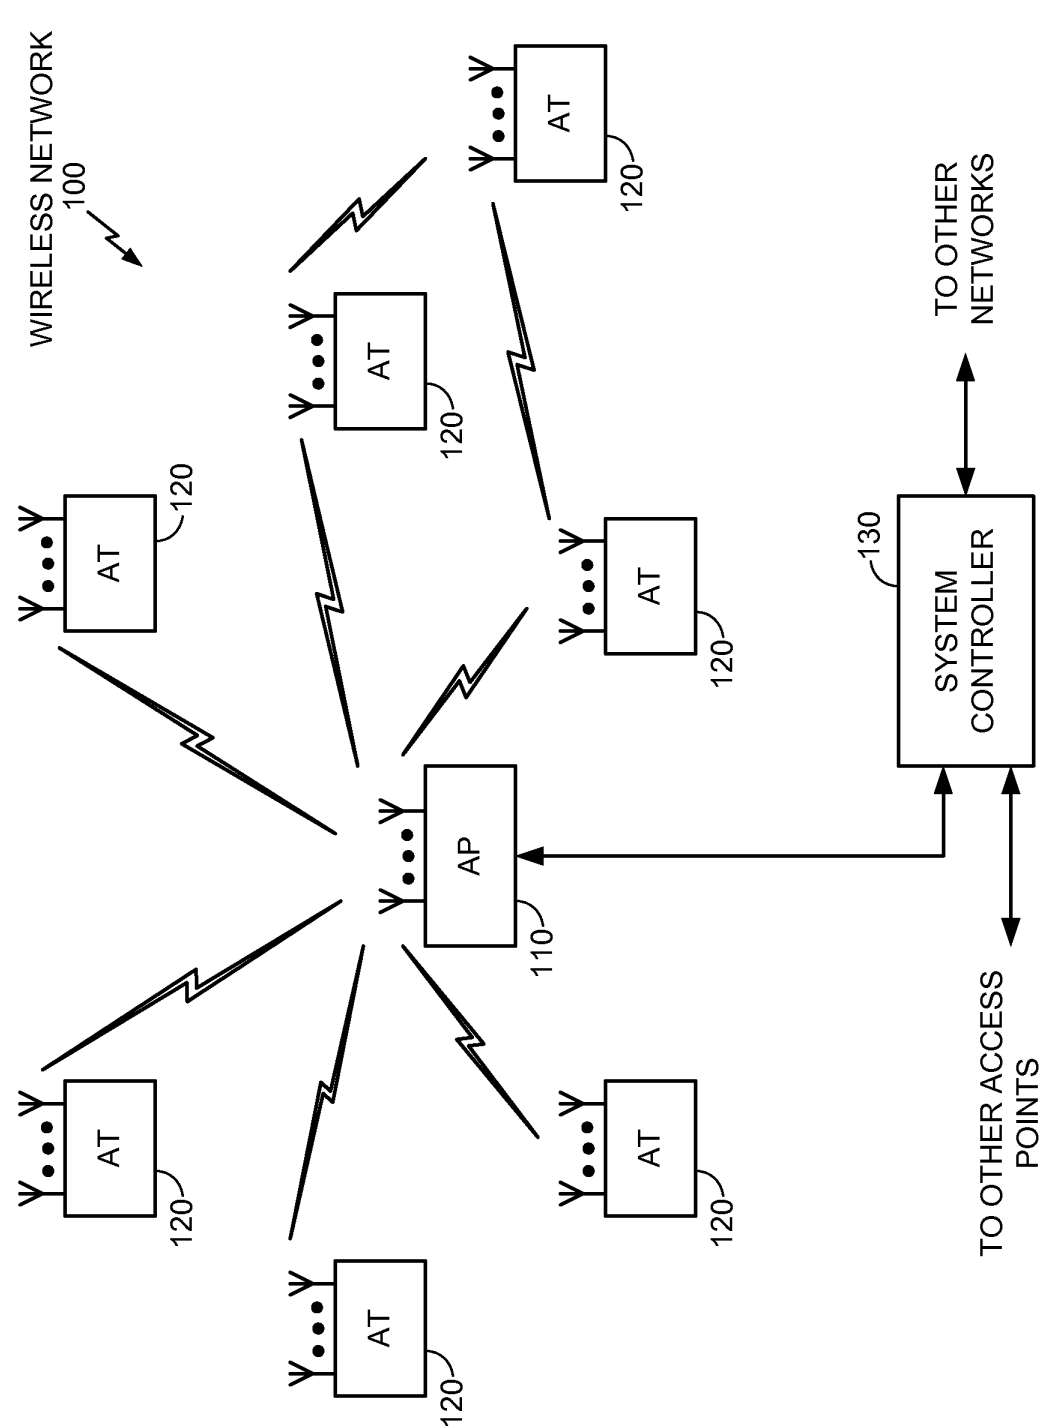 WIRELESS NETWORK
100
AT
120
AT
120
AT
120
AT
120
AT
120
AT
120
AT
120
AP
110
130
SYSTEM
CONTROLLER
TO OTHER
NETWORKS
TO OTHER ACCESS
POINTS